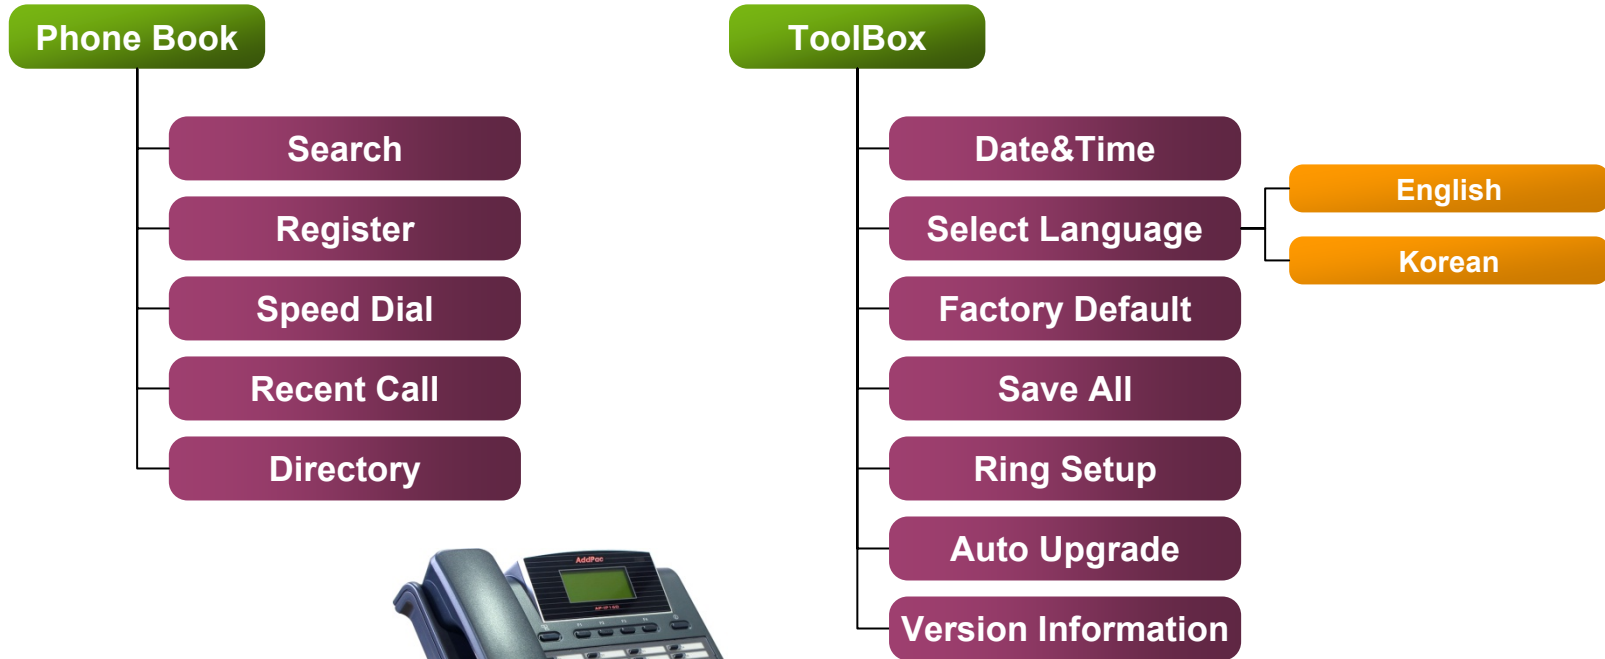 Phone Book
Search
Register
Speed Dial
Recent Call
Directory
ToolBox
Date&Time
Select Language
English
Korean
Factory Default
Save All
Ring Setup
Auto Upgrade
Version Information
AddPac